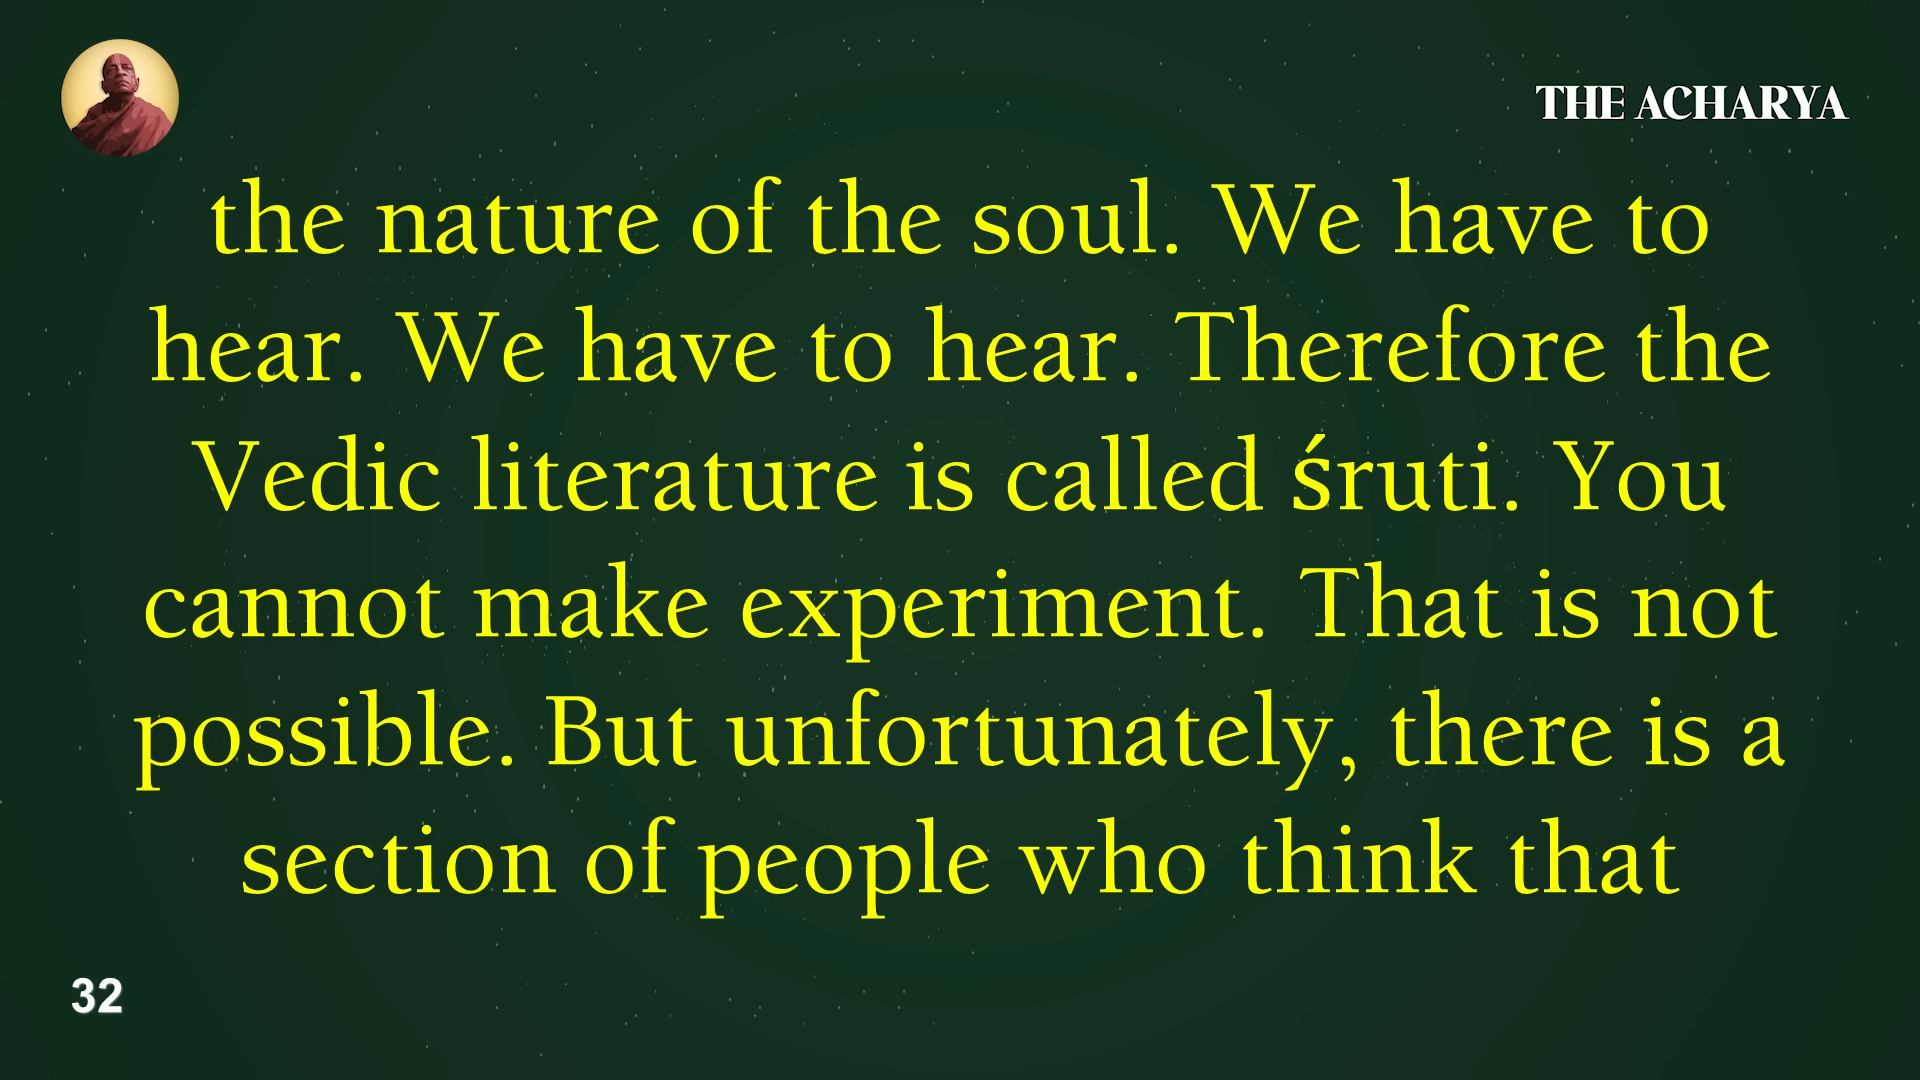 THE ACHARYA
the nature of the soul. We have to
hear. We have to hear. Therefore the
Vedic literature is called śruti. You
cannot make experiment. That is not
possible. But unfortunately, there is a
section of people who think that
32